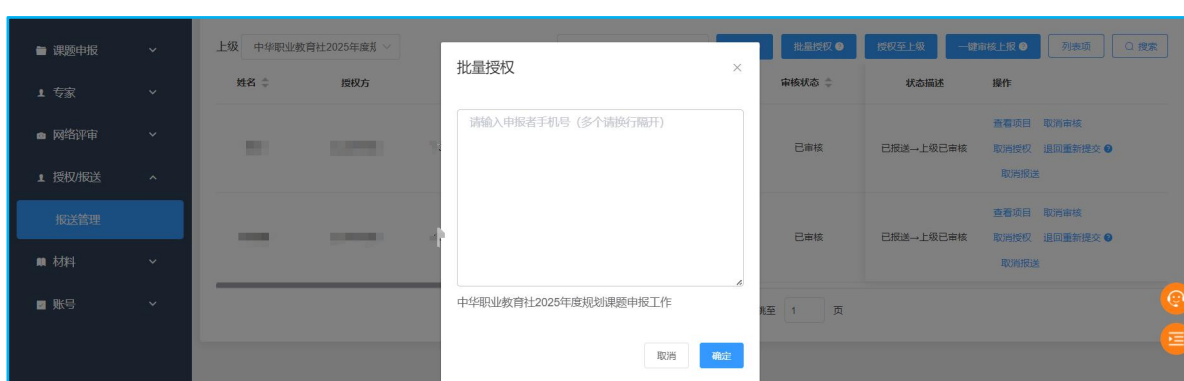 课题申报
专家
网络评审
授权/报送
报送管理
材料
账号
上级 中华职业教育社2025年度规
批量授权
授权至上级
一键审核上报
列表项
搜索
姓名 授权方
审核状态 状态描述 操作
查看项目 取消审核
已审核 已报送→上级已审核 取消授权 退回重新提交
取消报送
查看项目 取消审核
已审核 已报送→上级已审核 取消授权 退回重新提交
取消报送
1 页
批量授权
请输入申报者手机号（多个请换行隔开）
中华职业教育社2025年度规划课题申报工作
取消 确定